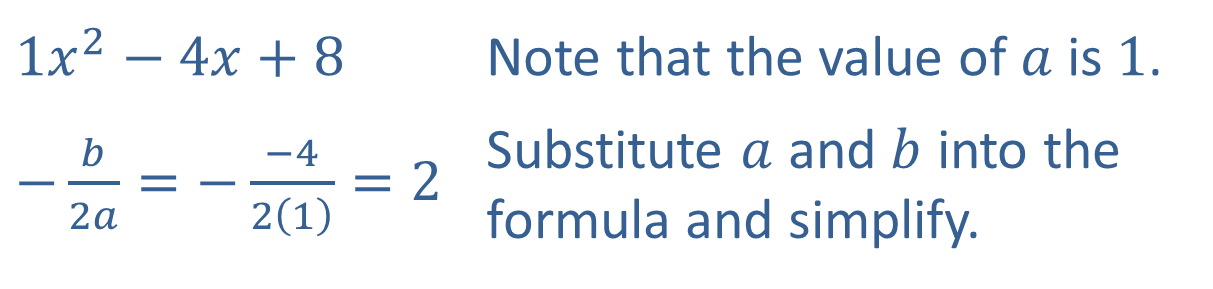 1x² − 4x + 8 Note that the value of a is 1.
−b/2a = −−4/2(1) = 2 Substitute a and b into the
formula and simplify.